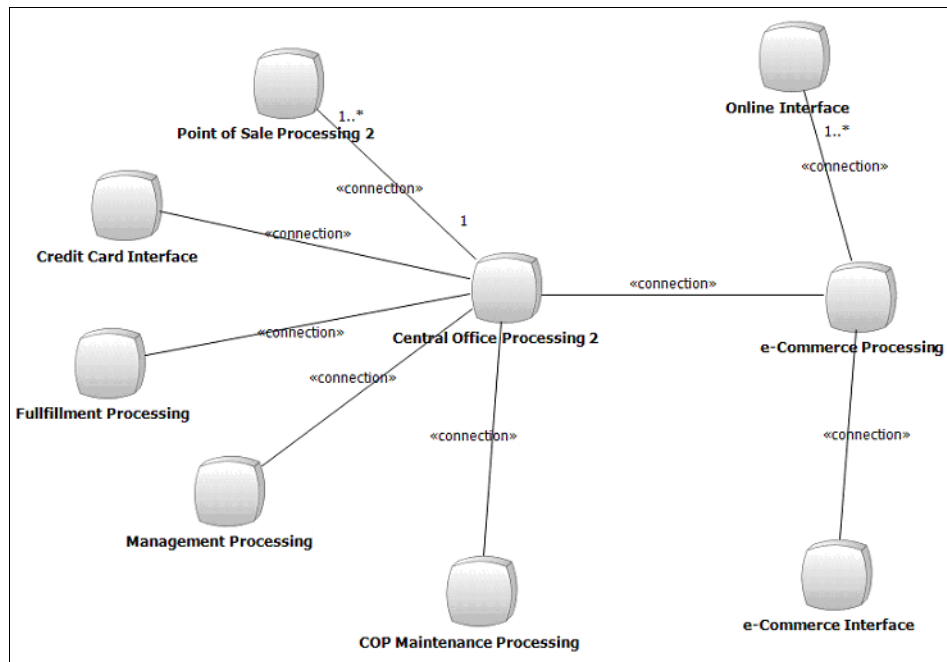 Online Interface
1..*
Point of Sale Processing 2
1..*
«connection»
«connection»
1
«connection»
Credit Card Interface
«connection»
«connection»
Central Office Processing 2
e-Commerce Processing
«connection»
Fullfillment Processing
«connection»
«connection»
Management Processing
e-Commerce Interface
COP Maintenance Processing
«connection»